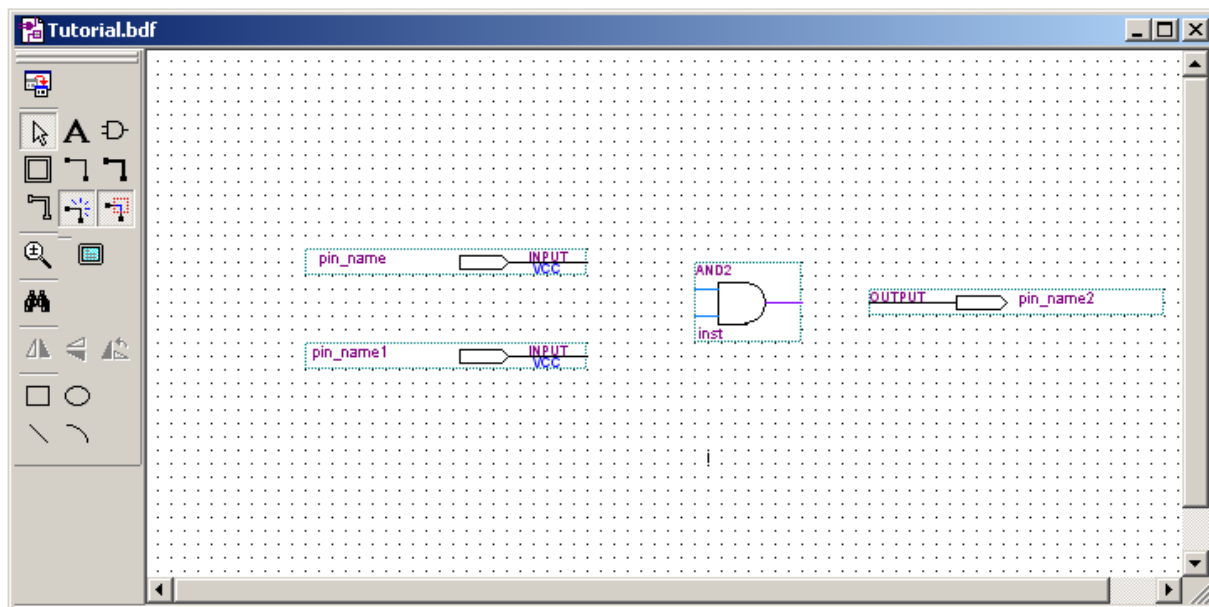 Tutorial.bdf
A
pin_name INPUT
VCC
AND2
OUTPUT pin_name2
inst
pin_name1 INPUT
VCC